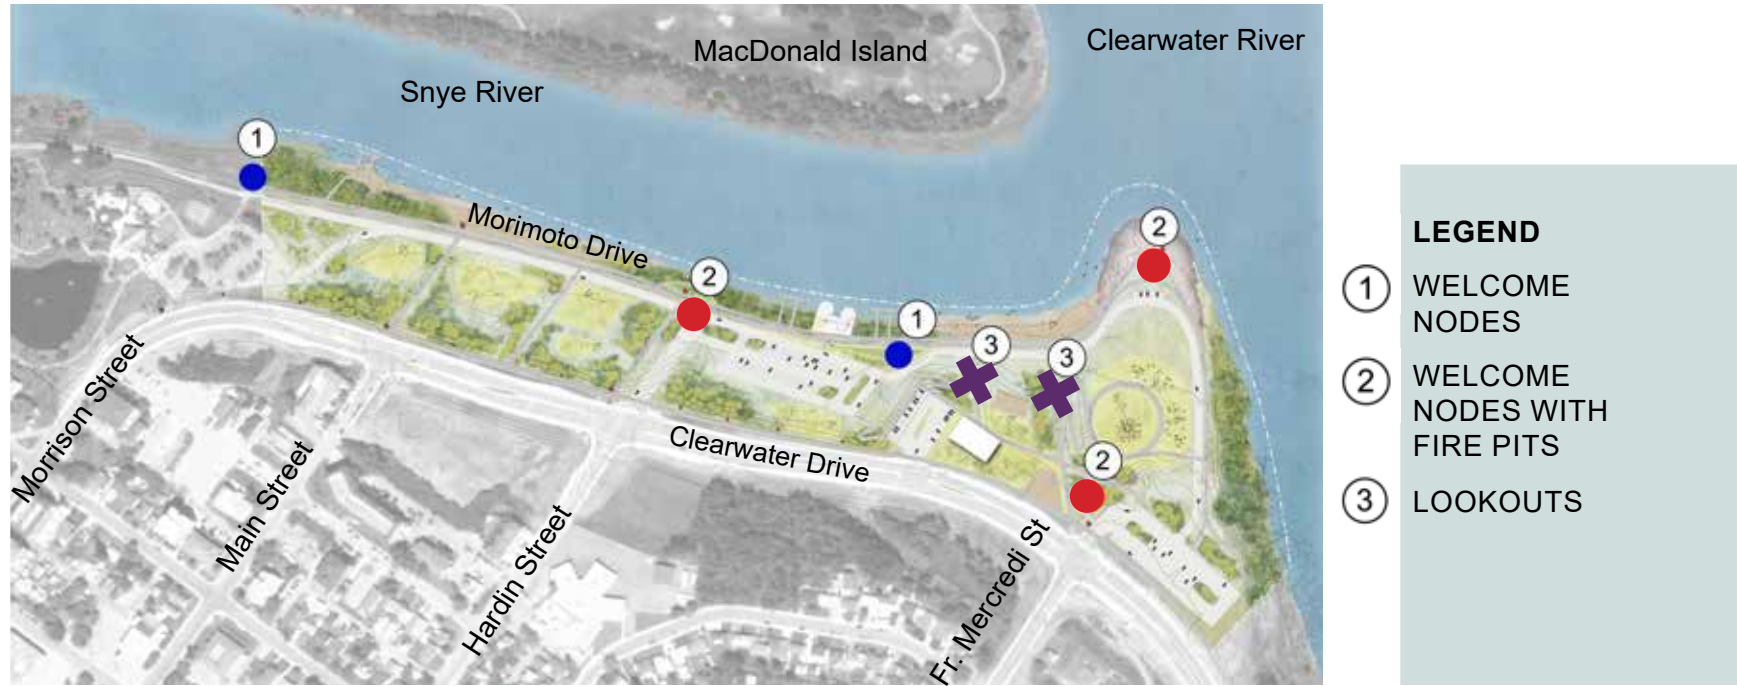 MacDonald Island
Clearwater River
Snye River
1
2
Morimoto Drive
2
1
3
3
Clearwater Drive
2
Morrison Street
Main Street
Hardin Street
Fr. Mercredi St
LEGEND
1 WELCOME
NODES
2 WELCOME
NODES WITH
FIRE PITS
3 LOOKOUTS